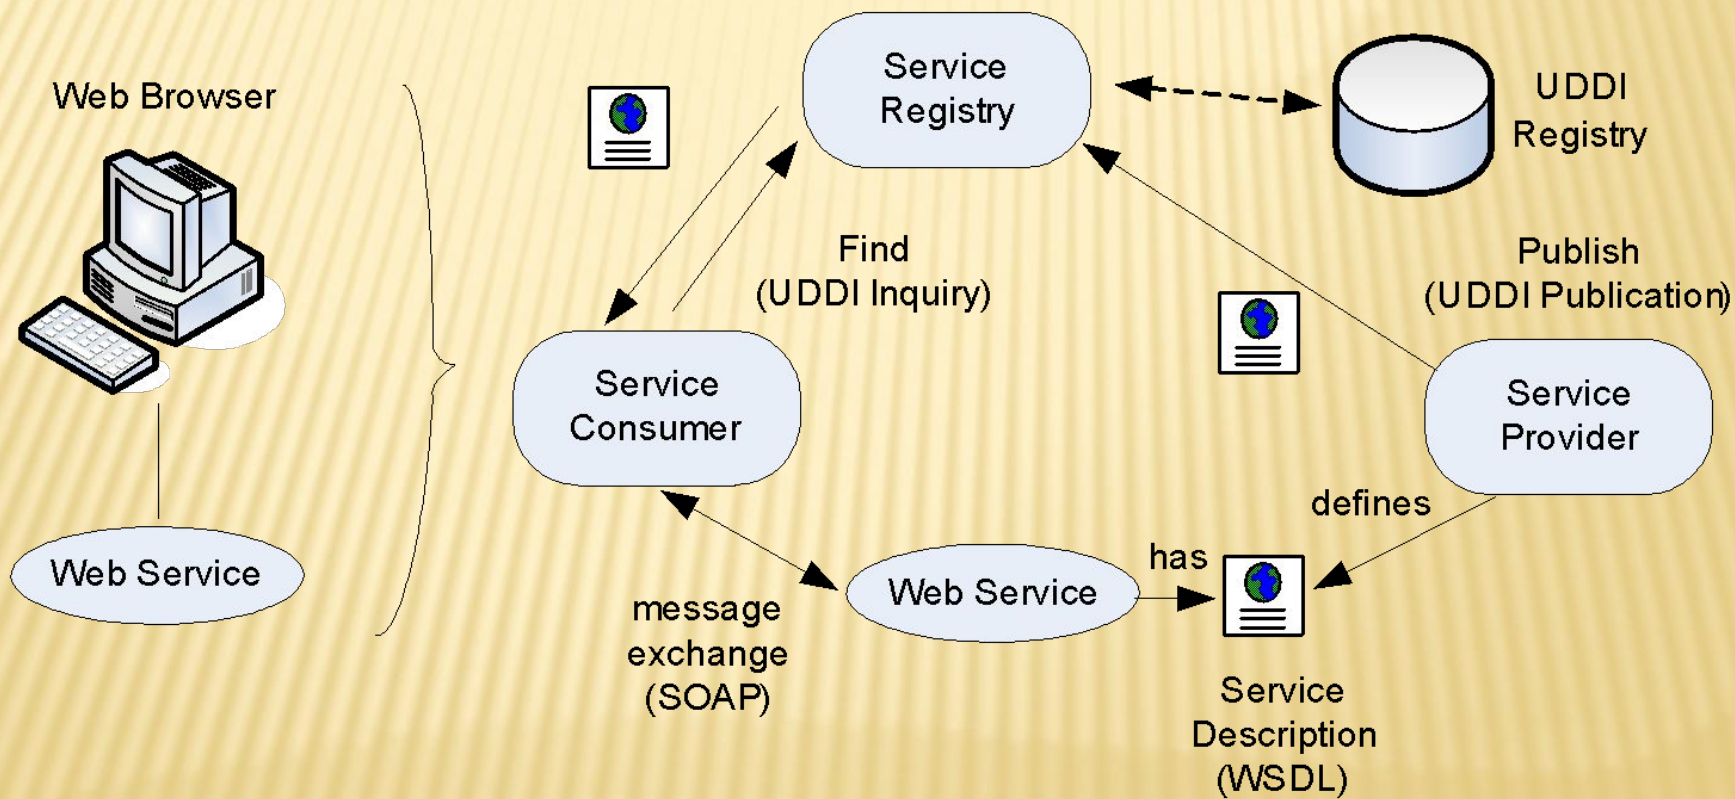 Web Browser
Web Service
Service
Registry
UDDI
Registry
Find
(UDDI Inquiry)
Publish
(UDDI Publication)
Service
Consumer
Service
Provider
defines
has
Web Service
message
exchange
(SOAP)
Service
Description
(WSDL)